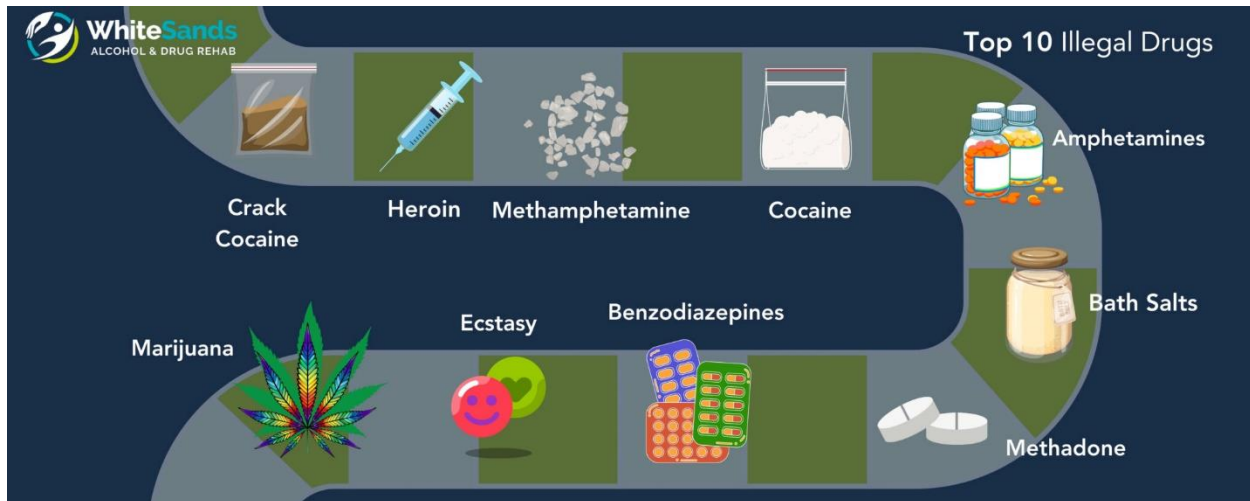 WhiteSands
ALCOHOL & DRUG REHAB
Top 10 Illegal Drugs
Crack
Cocaine
Heroin
Methamphetamine
Cocaine
Amphetamines
Bath Salts
Methadone
Benzodiazepines
Ecstasy
Marijuana